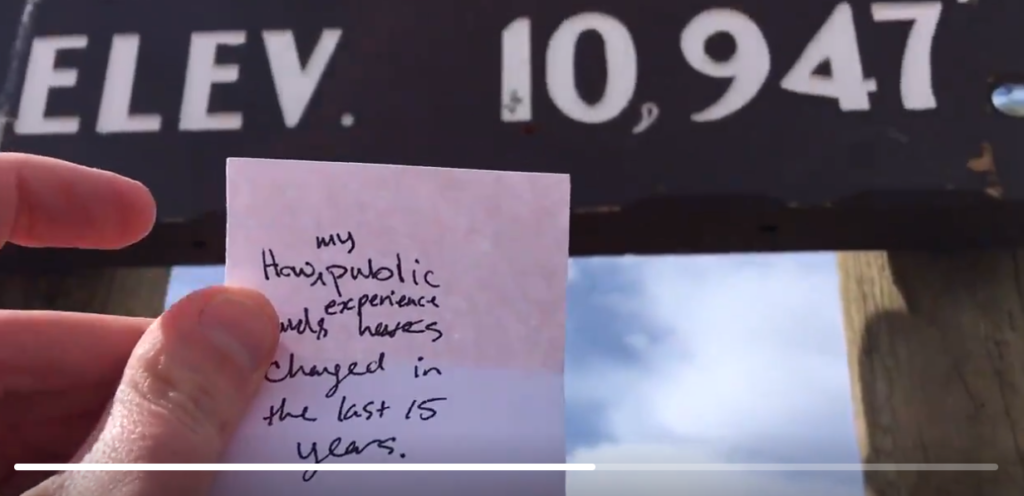 ELEV. 10,947
my
How public
experience
changed in
the last 15
years.